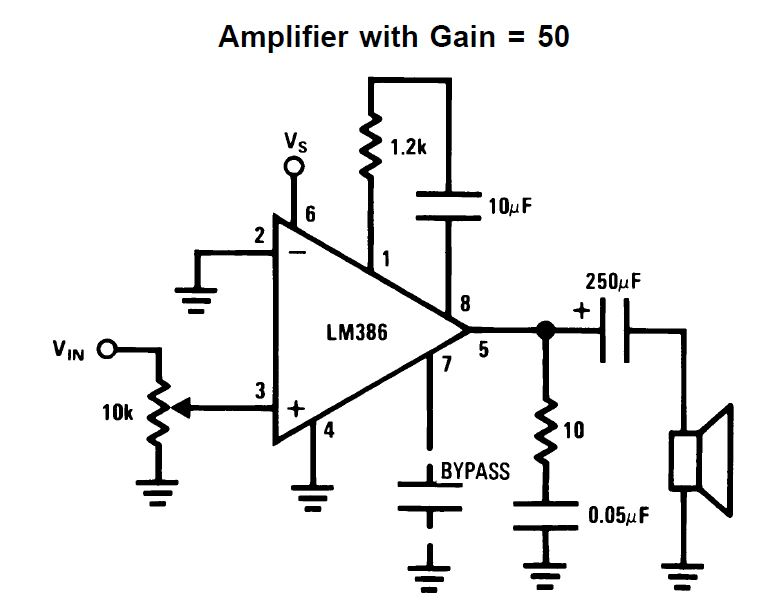 Amplifier with Gain = 50
VS
6
1.2k
10μF
2
−
1
8
250μF
+
LM386
5
VIN
7
10k
3
+
4
10
BYPASS
0.05μF